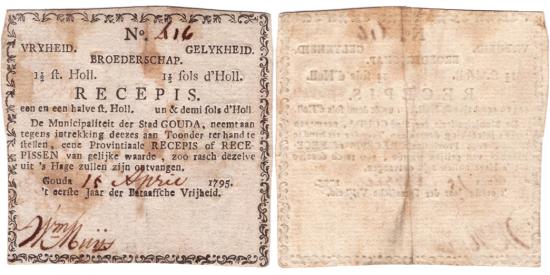 No. 816
VRYHEID. GELYKHEID.
BROEDERSCHAP.
1½ ſt. Holl. 1½ ſols d'Holl.
RECEPIS.
een en een halve ſt. Holl. un & demi ſols d'Holl
De Municipaliteit der Stad GOUDA, neemt aan
tegens intrekking deezes aan Toonder ter hand te
ſtellen, eene Provintiaale RECEPIS of RECE-
PISSEN van gelijke waarde, zoo rasch dezelve
uit 's Hage zullen zijn ontvangen.
Gouda 15 April 1795.
't eerſte Jaar der Bataafſche Vrijheid.
Wm Muijs